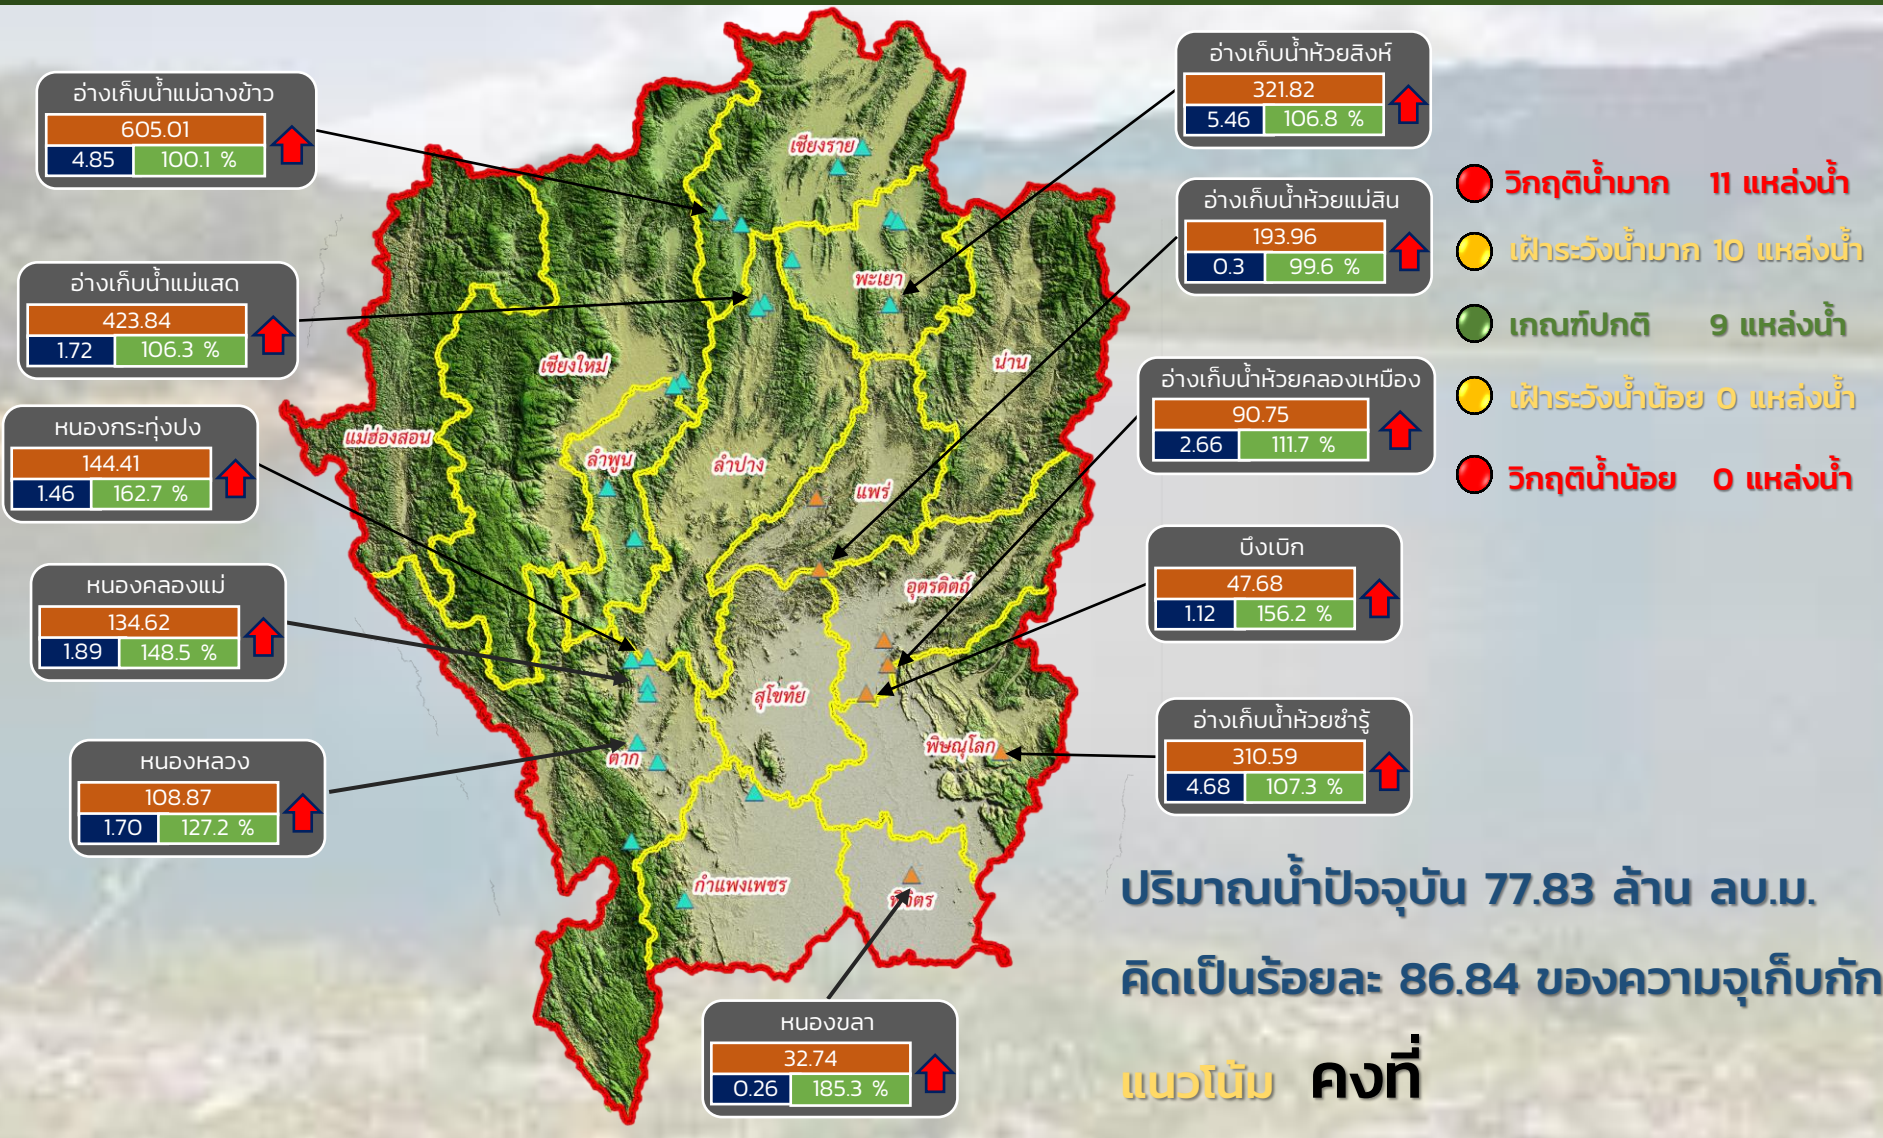 อ่างเก็บน้ำแม่ฉางข้าว
605.01
4.85 100.1 %
อ่างเก็บน้ำแม่แสด
423.84
1.72 106.3 %
หนองกระทุ่งปง
144.41
1.46 162.7 %
หนองคลองแม่
134.62
1.89 148.5 %
หนองหลวง
108.87
1.70 127.2 %
หนองขลา
32.74
0.26 185.3 %
อ่างเก็บน้ำห้วยสิงห์
321.82
5.46 106.8 %
อ่างเก็บน้ำห้วยแม่สิน
193.96
0.3 99.6 %
อ่างเก็บน้ำห้วยคลองเหมือง
90.75
2.66 111.7 %
บึงเบิก
47.68
1.12 156.2 %
อ่างเก็บน้ำห้วยซำรู้
310.59
4.68 107.3 %
เชียงราย
พะเยา
น่าน
เชียงใหม่
แม่ฮ่องสอน
ลำพูน
ลำปาง
แพร่
อุตรดิตถ์
สุโขทัย
ตาก
พิษณุโลก
กำแพงเพชร
พิจิตร
วิกฤติน้ำมาก 11 แหล่งน้ำ
เฝ้าระวังน้ำมาก 10 แหล่งน้ำ
เกณฑ์ปกติ 9 แหล่งน้ำ
เฝ้าระวังน้ำน้อย 0 แหล่งน้ำ
วิกฤติน้ำน้อย 0 แหล่งน้ำ
ปริมาณน้ำปัจจุบัน 77.83 ล้าน ลบ.ม.
คิดเป็นร้อยละ 86.84 ของความจุเก็บกัก
แนวโน้ม คงที่